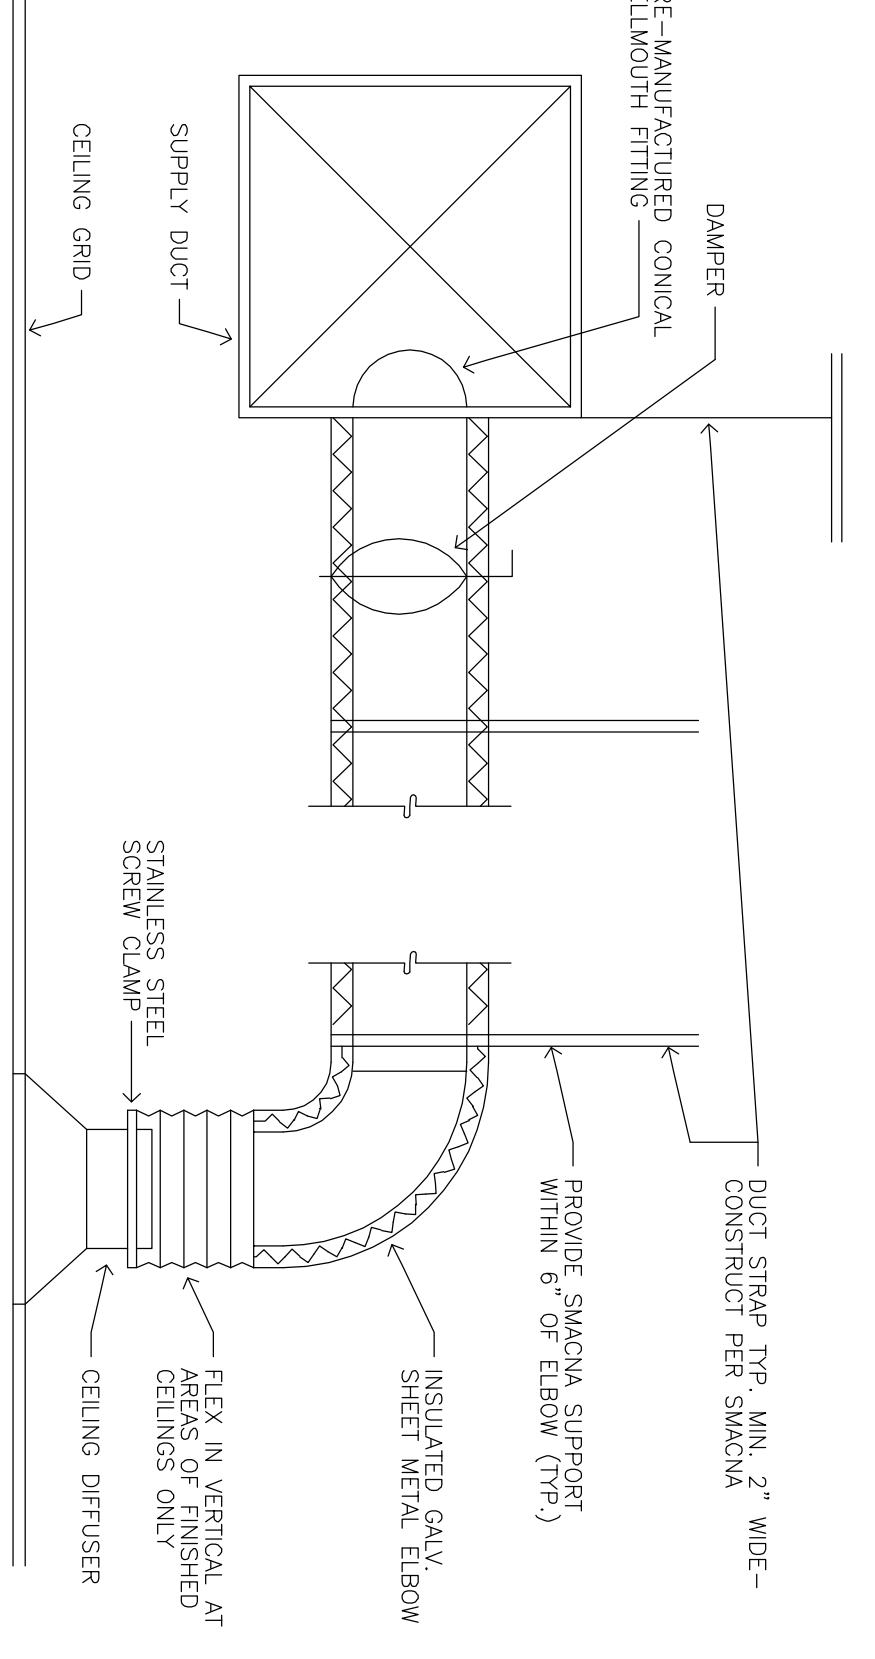 DAMPER
RE-MANUFACTURED CONICAL
ELLMOUTH FITTING
SUPPLY DUCT
CEILING GRID
STAINLESS STEEL
SCREW CLAMP
DUCT STRAP TYP. MIN. 2" WIDE-
CONSTRUCT PER SMACNA
PROVIDE SMACNA SUPPORT
WITHIN 6" OF ELBOW (TYP.)
INSULATED GALV.
SHEET METAL ELBOW
FLEX IN VERTICAL AT
AREAS OF FINISHED
CEILINGS ONLY
CEILING DIFFUSER